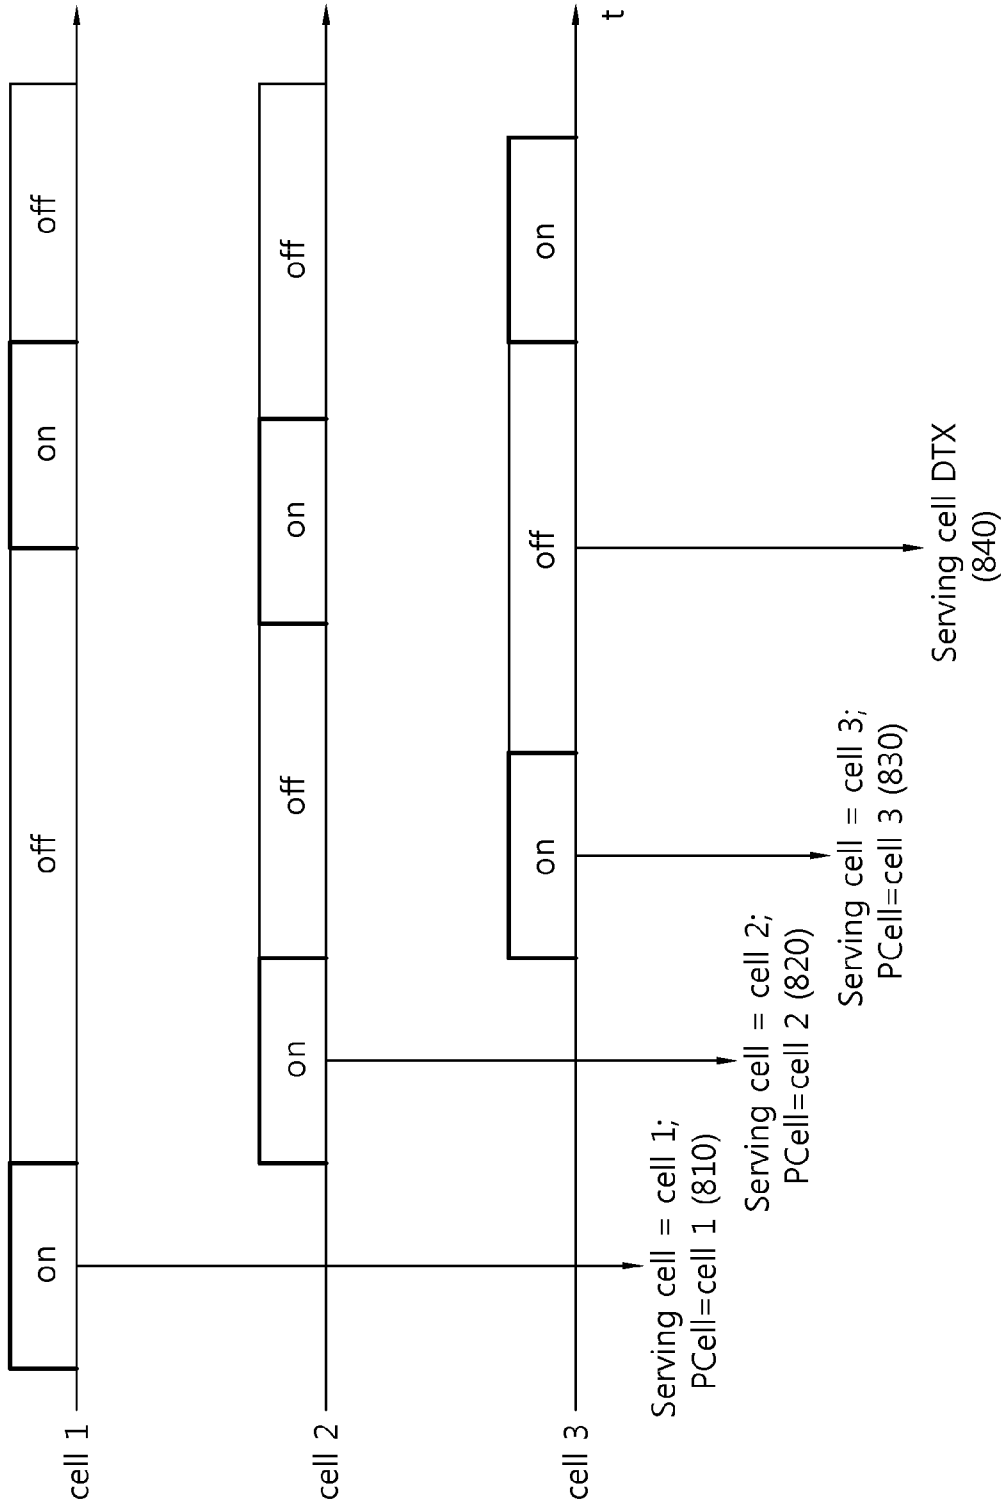 cell 1
on
off
on
off
cell 2
on
off
on
off
cell 3
on
off
on
t
Serving cell = cell 1;
PCell=cell 1 (810)
Serving cell = cell 2;
PCell=cell 2 (820)
Serving cell = cell 3;
PCell=cell 3 (830)
Serving cell DTX
(840)